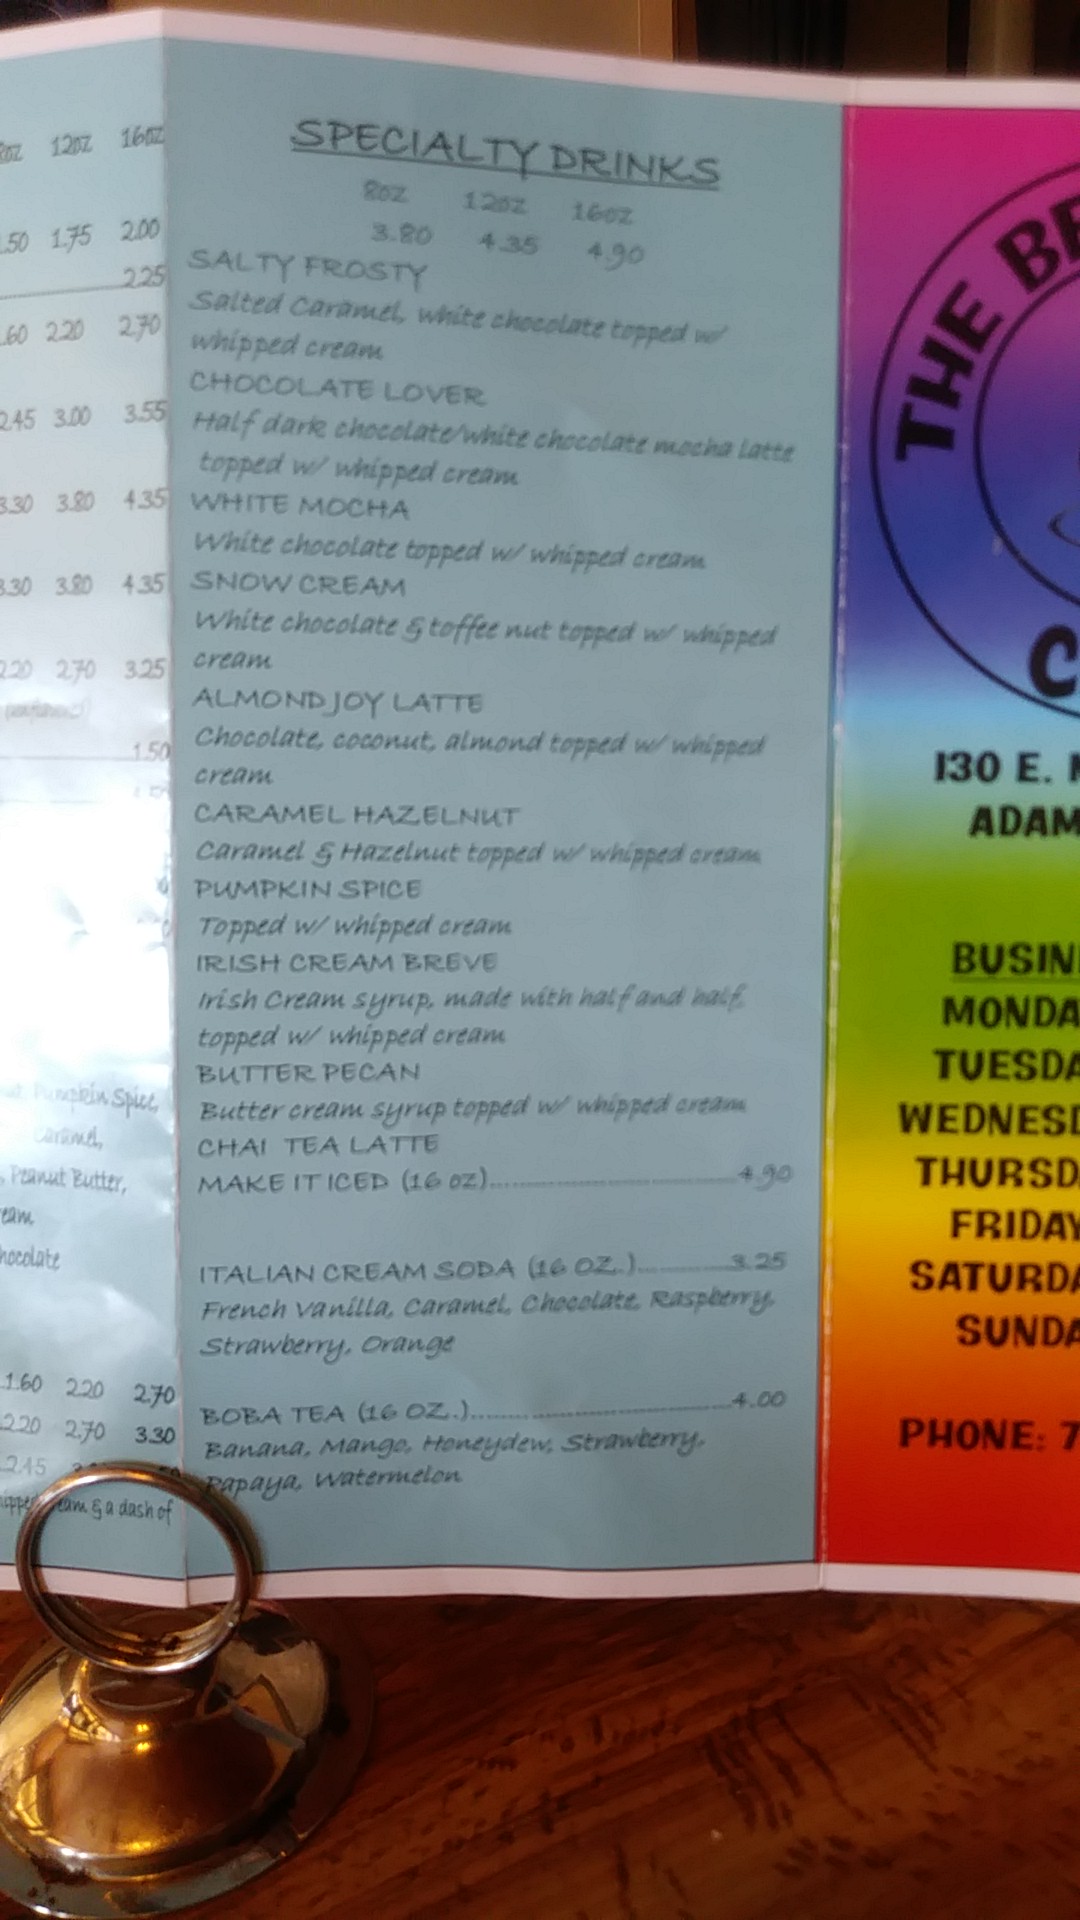 8oz 12oz 16oz
.50 1.75 2.00
2.25
.60 2.20 2.70
2.45 3.00 3.55
3.30 3.80 4.35
3.30 3.80 4.35
2.20 2.70 3.25
1.50
Pumpkin Spice,
Caramel,
, Peanut Butter,
1.60 2.20 2.70
2.20 2.70 3.30
2.45
cream & a dash of
SPECIALTY DRINKS
8oz 12oz 16oz
3.80 4.35 4.90
SALTY FROSTY
Salted Caramel, white chocolate topped w/
whipped cream
CHOCOLATE LOVER
Half dark chocolate/white chocolate mocha latte
topped w/ whipped cream
WHITE MOCHA
White chocolate topped w/ whipped cream
SNOW CREAM
White chocolate & toffee nut topped w/ whipped
cream
ALMOND JOY LATTE
Chocolate, coconut, almond topped w/ whipped
cream
CARAMEL HAZELNUT
Caramel & Hazelnut topped w/ whipped cream
PUMPKIN SPICE
Topped w/ whipped cream
IRISH CREAM BREVE
Irish Cream syrup, made with half and half,
topped w/ whipped cream
BUTTER PECAN
Butter cream syrup topped w/ whipped cream
CHAI TEA LATTE
MAKE IT ICED (16 oz)..............................4.90
ITALIAN CREAM SODA (16 OZ.)..............3.25
French Vanilla, Caramel, Chocolate, Raspberry,
Strawberry, Orange
BOBA TEA (16 OZ.)......................................4.00
Banana, Mango, Honeydew, Strawberry,
Papaya, Watermelon
THE BE
C
130 E. M
ADAM
BUSIN
MONDA
TUESDA
WEDNESD
THURSD
FRIDAY
SATURDA
SUNDA
PHONE: 7